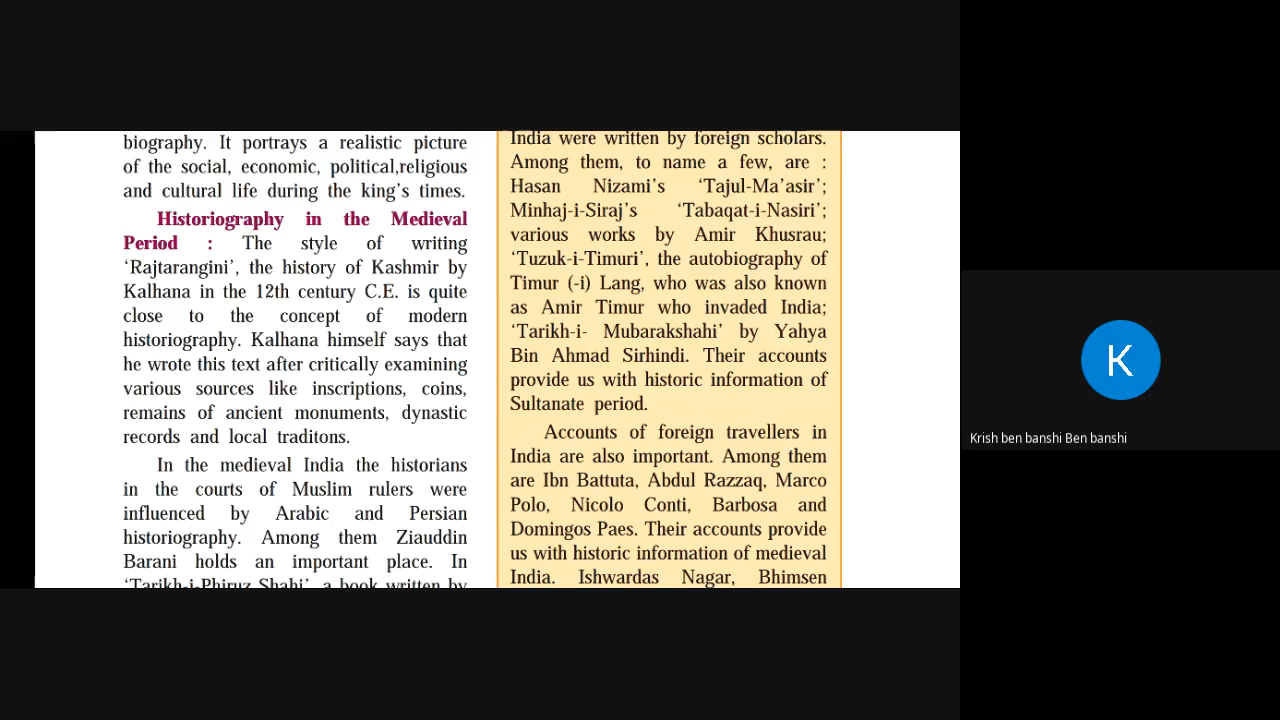 biography. It portrays a realistic picture
of the social, economic, political,religious
and cultural life during the king's times.
Historiography in the Medieval
Period : The style of writing
‘Rajtarangini’, the history of Kashmir by
Kalhana in the 12th century C.E. is quite
close to the concept of modern
historiography. Kalhana himself says that
he wrote this text after critically examining
various sources like inscriptions, coins,
remains of ancient monuments, dynastic
records and local traditons.
In the medieval India the historians
in the courts of Muslim rulers were
influenced by Arabic and Persian
historiography. Among them Ziauddin
Barani holds an important place. In
‘Tarikh-i-Phiruz Shahi’, a book written by
India were written by foreign scholars.
Among them, to name a few, are :
Hasan Nizami’s ‘Tajul-Ma’asir’;
Minhaj-i-Siraj’s ‘Tabaqat-i-Nasiri’;
various works by Amir Khusrau;
‘Tuzuk-i-Timuri’, the autobiography of
Timur (-i) Lang, who was also known
as Amir Timur who invaded India;
‘Tarikh-i- Mubarakshahi’ by Yahya
Bin Ahmad Sirhindi. Their accounts
provide us with historic information of
Sultanate period.
Accounts of foreign travellers in
India are also important. Among them
are Ibn Battuta, Abdul Razzaq, Marco
Polo, Nicolo Conti, Barbosa and
Domingos Paes. Their accounts provide
us with historic information of medieval
India. Ishwardas Nagar, Bhimsen
K
Krish ben banshi Ben banshi